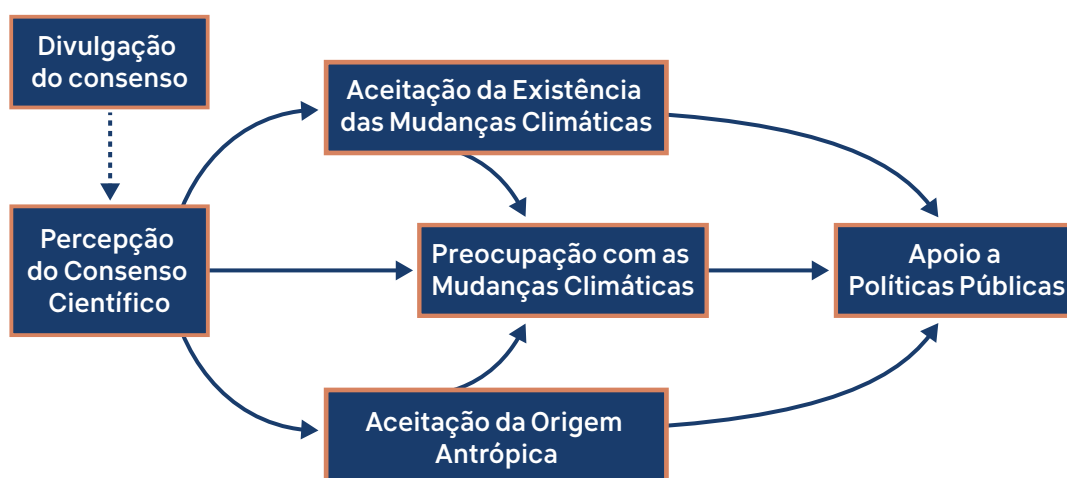 Divulgação
do consenso
Percepção
do Consenso
Científico
Aceitação da Existência
das Mudanças Climáticas
Preocupação com as
Mudanças Climáticas
Aceitação da Origem
Antrópica
Apoio a
Políticas Públicas